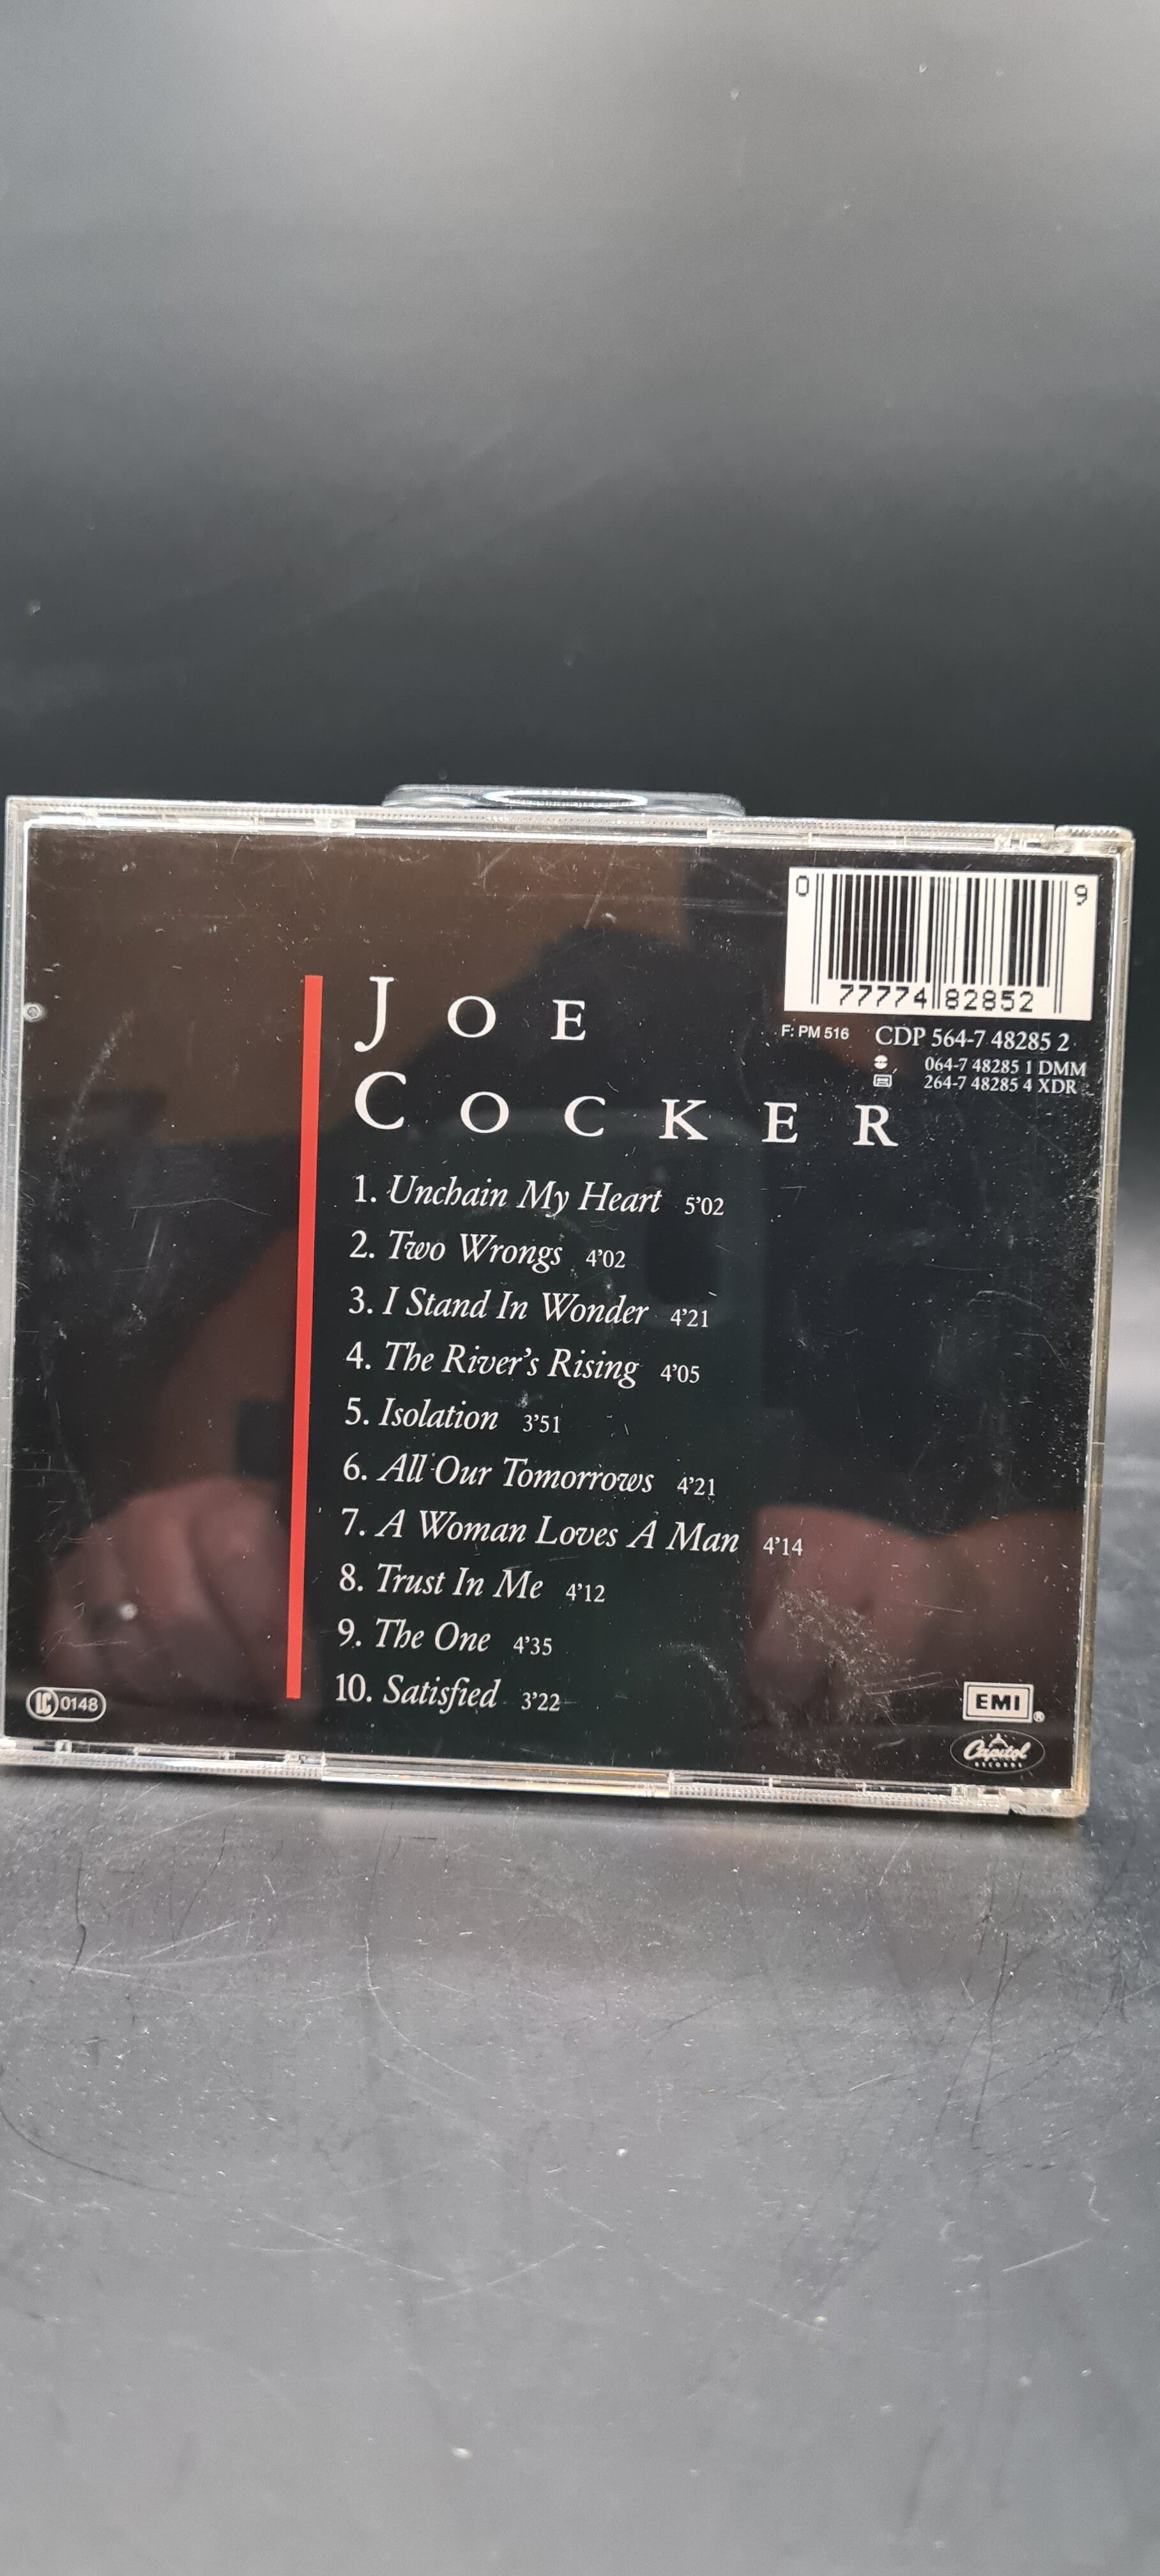 0 9
77774 82852
F: PM 516 CDP 564-7 48285 2
064-7 48285 1 DMM
264-7 48285 4 XDR
JOE
COCKER
1. Unchain My Heart 5'02
2. Two Wrongs 4'02
3. I Stand In Wonder 4'21
4. The River's Rising 4'05
5. Isolation 3'51
6. All Our Tomorrows 4'21
7. A Woman Loves A Man 4'14
8. Trust In Me 4'12
9. The One 4'35
10. Satisfied 3'22
LC 0148
EMI ®
Capitol
RECORDS